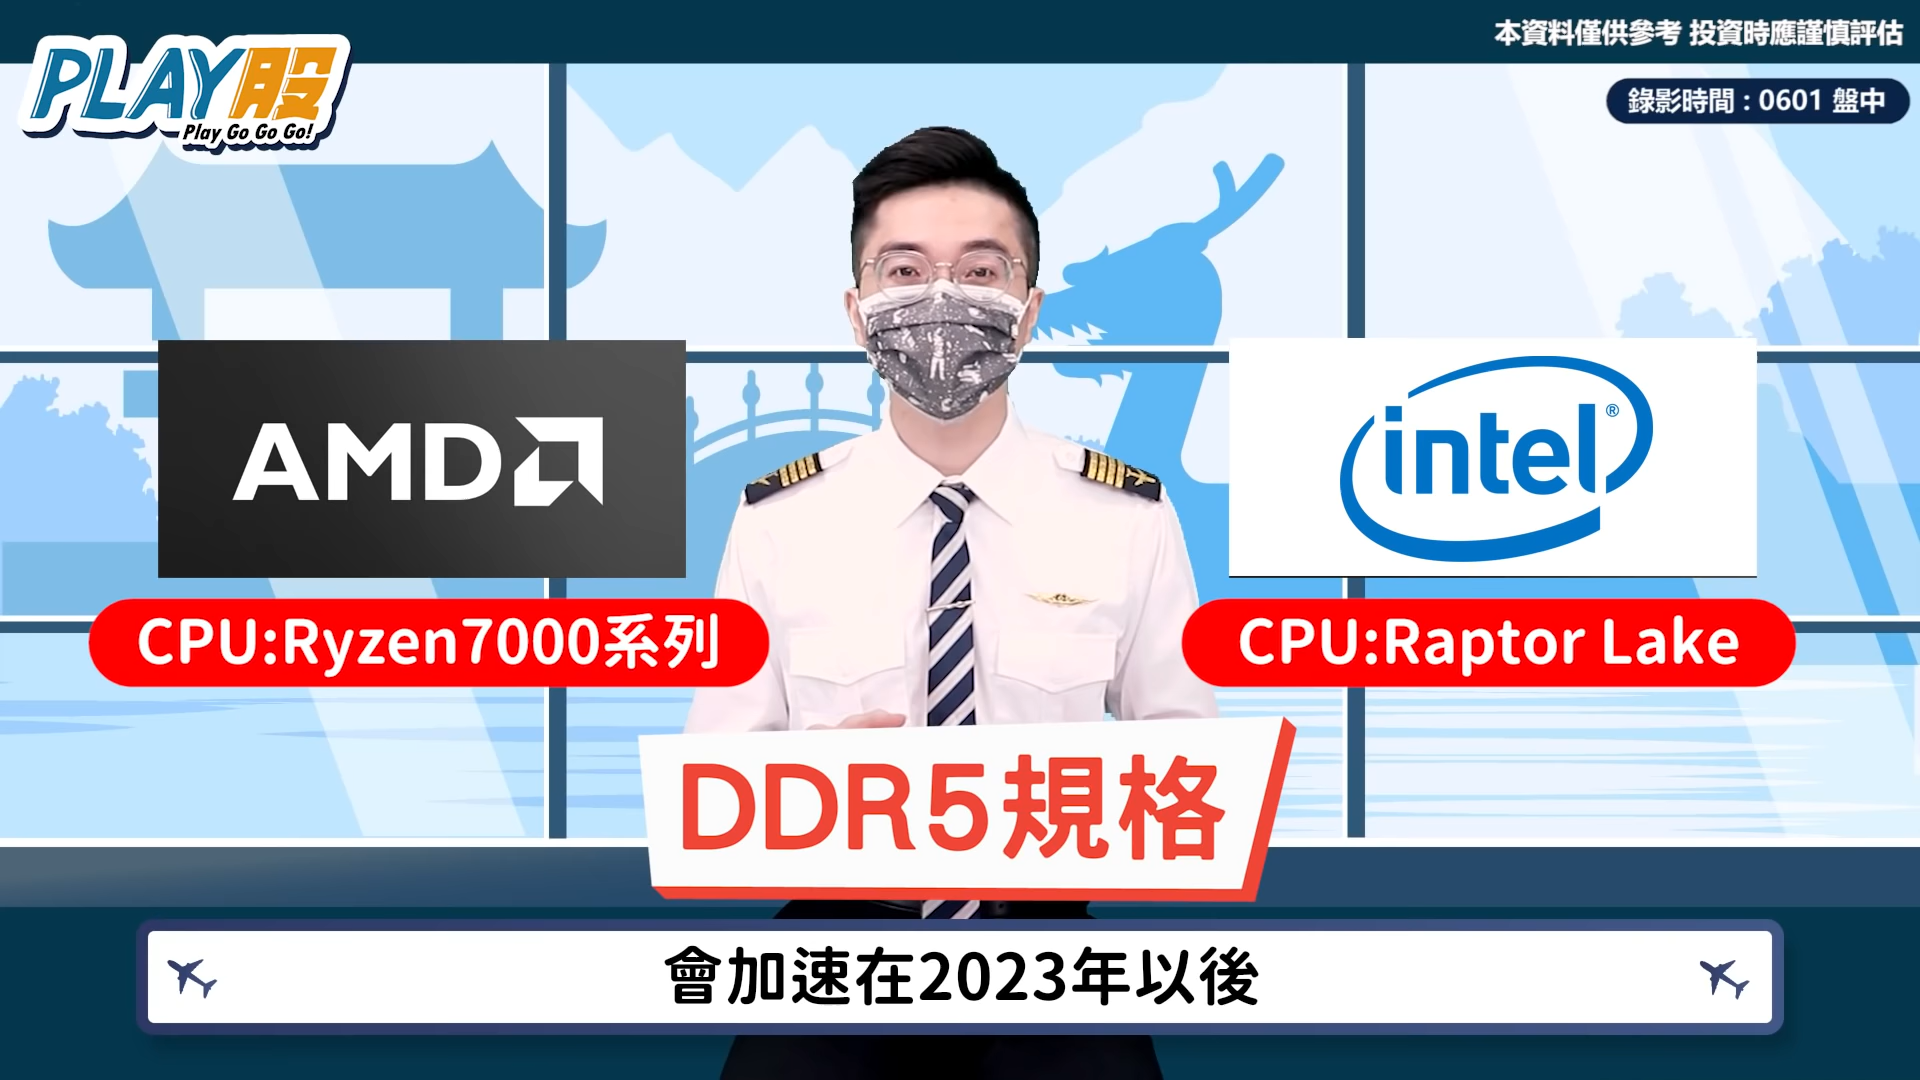 本資料僅供參考 投資時應謹慎評估
PLAY股
Play Go Go Go!
錄影時間：0601 盤中
AMD
intel®
CPU:Ryzen7000系列
CPU:Raptor Lake
DDR5規格
會加速在2023年以後